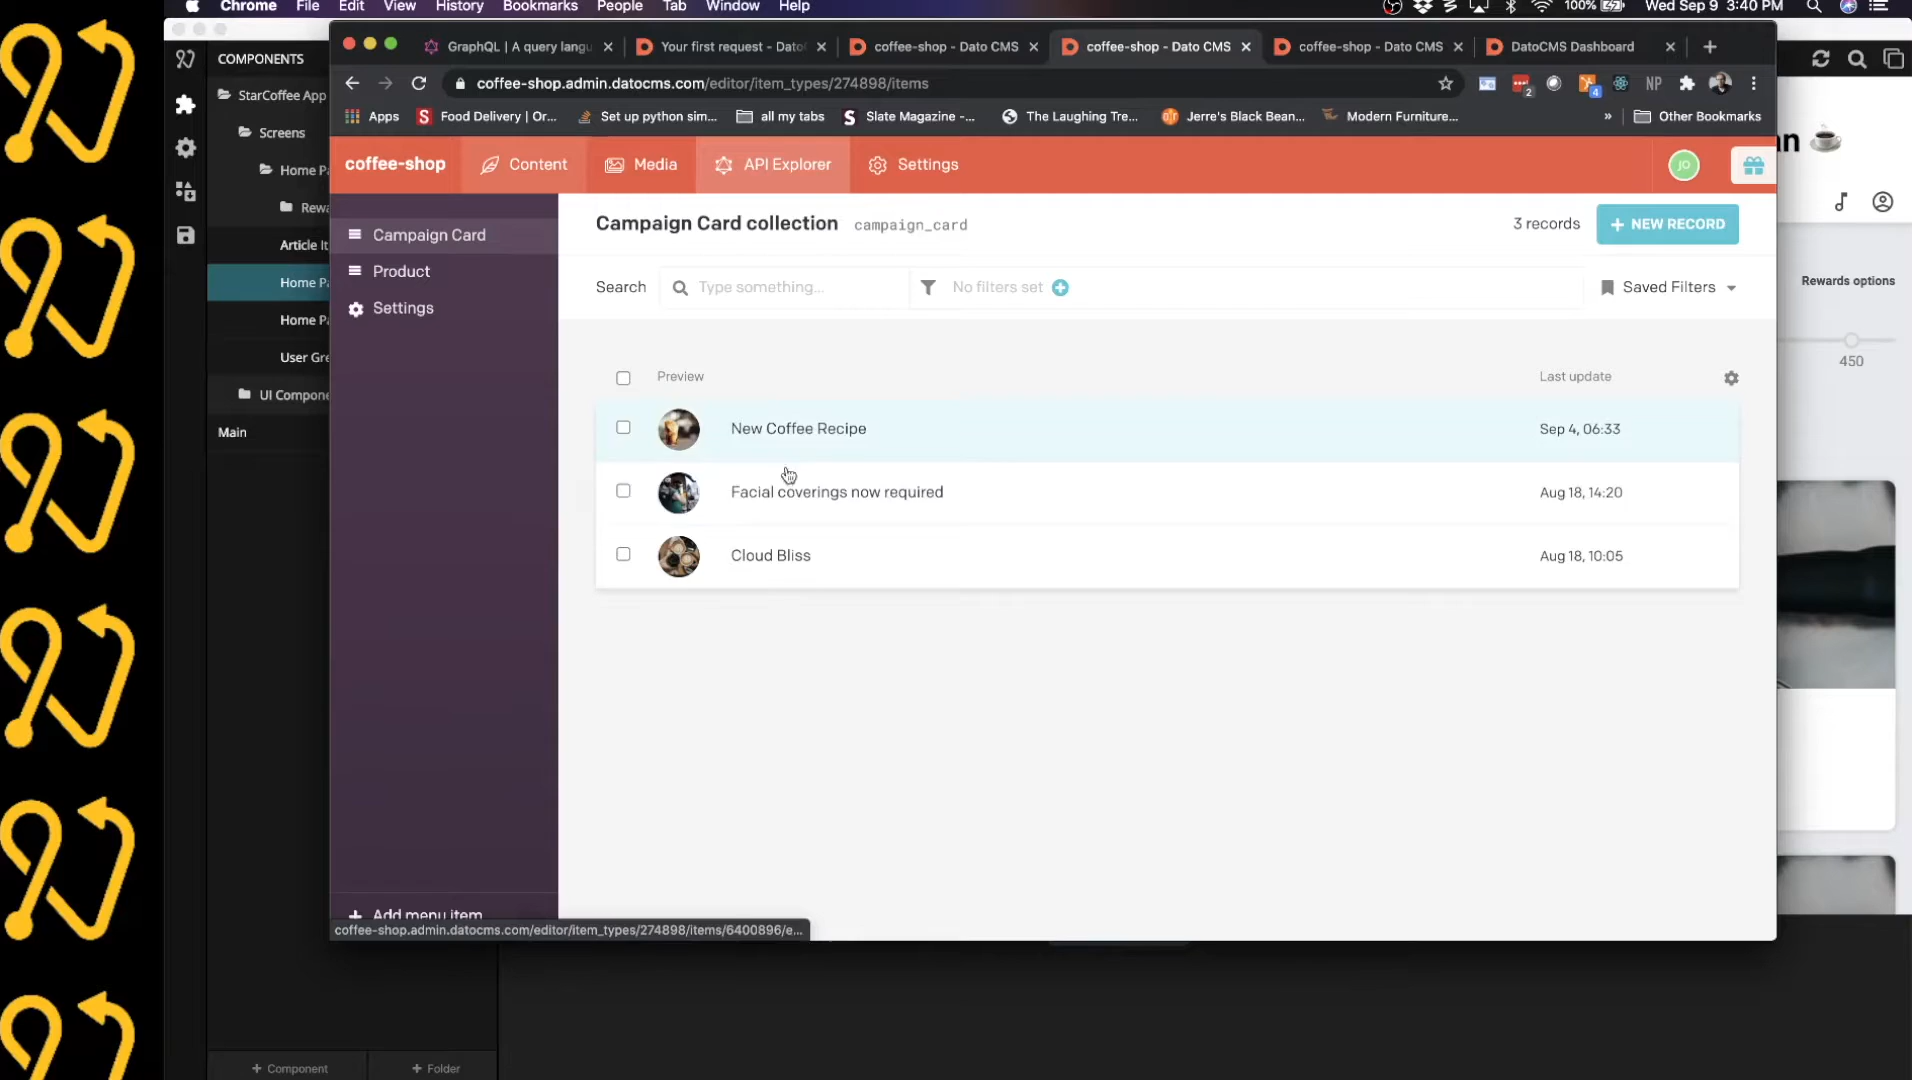 Chrome File Edit View History Bookmarks People Tab Window Help
100% Wed Sep 9 3:40 PM
COMPONENTS
StarCoffee App
Screens
Home Pa
Rewa
Article It
Home Pa
Home Pa
User Gre
UI Compone
Main
+ Component + Folder
GraphQL | A query langu
Your first request - Dato
coffee-shop - Dato CMS
coffee-shop - Dato CMS
coffee-shop - Dato CMS
DatoCMS Dashboard
coffee-shop.admin.datocms.com/editor/item_types/274898/items
2
4
NP
Apps
Food Delivery | Or...
Set up python sim...
all my tabs
Slate Magazine -...
The Laughing Tre...
Jerre's Black Bean...
Modern Furniture...
»
Other Bookmarks
coffee-shop Content Media API Explorer Settings JO
Campaign Card
Product
Settings
+ Add menu item
Campaign Card collection campaign_card 3 records + NEW RECORD
Search Type something... No filters set Saved Filters
Preview Last update
New Coffee Recipe Sep 4, 06:33
Facial coverings now required Aug 18, 14:20
Cloud Bliss Aug 18, 10:05
coffee-shop.admin.datocms.com/editor/item_types/274898/items/6400896/e...
Rewards options
450